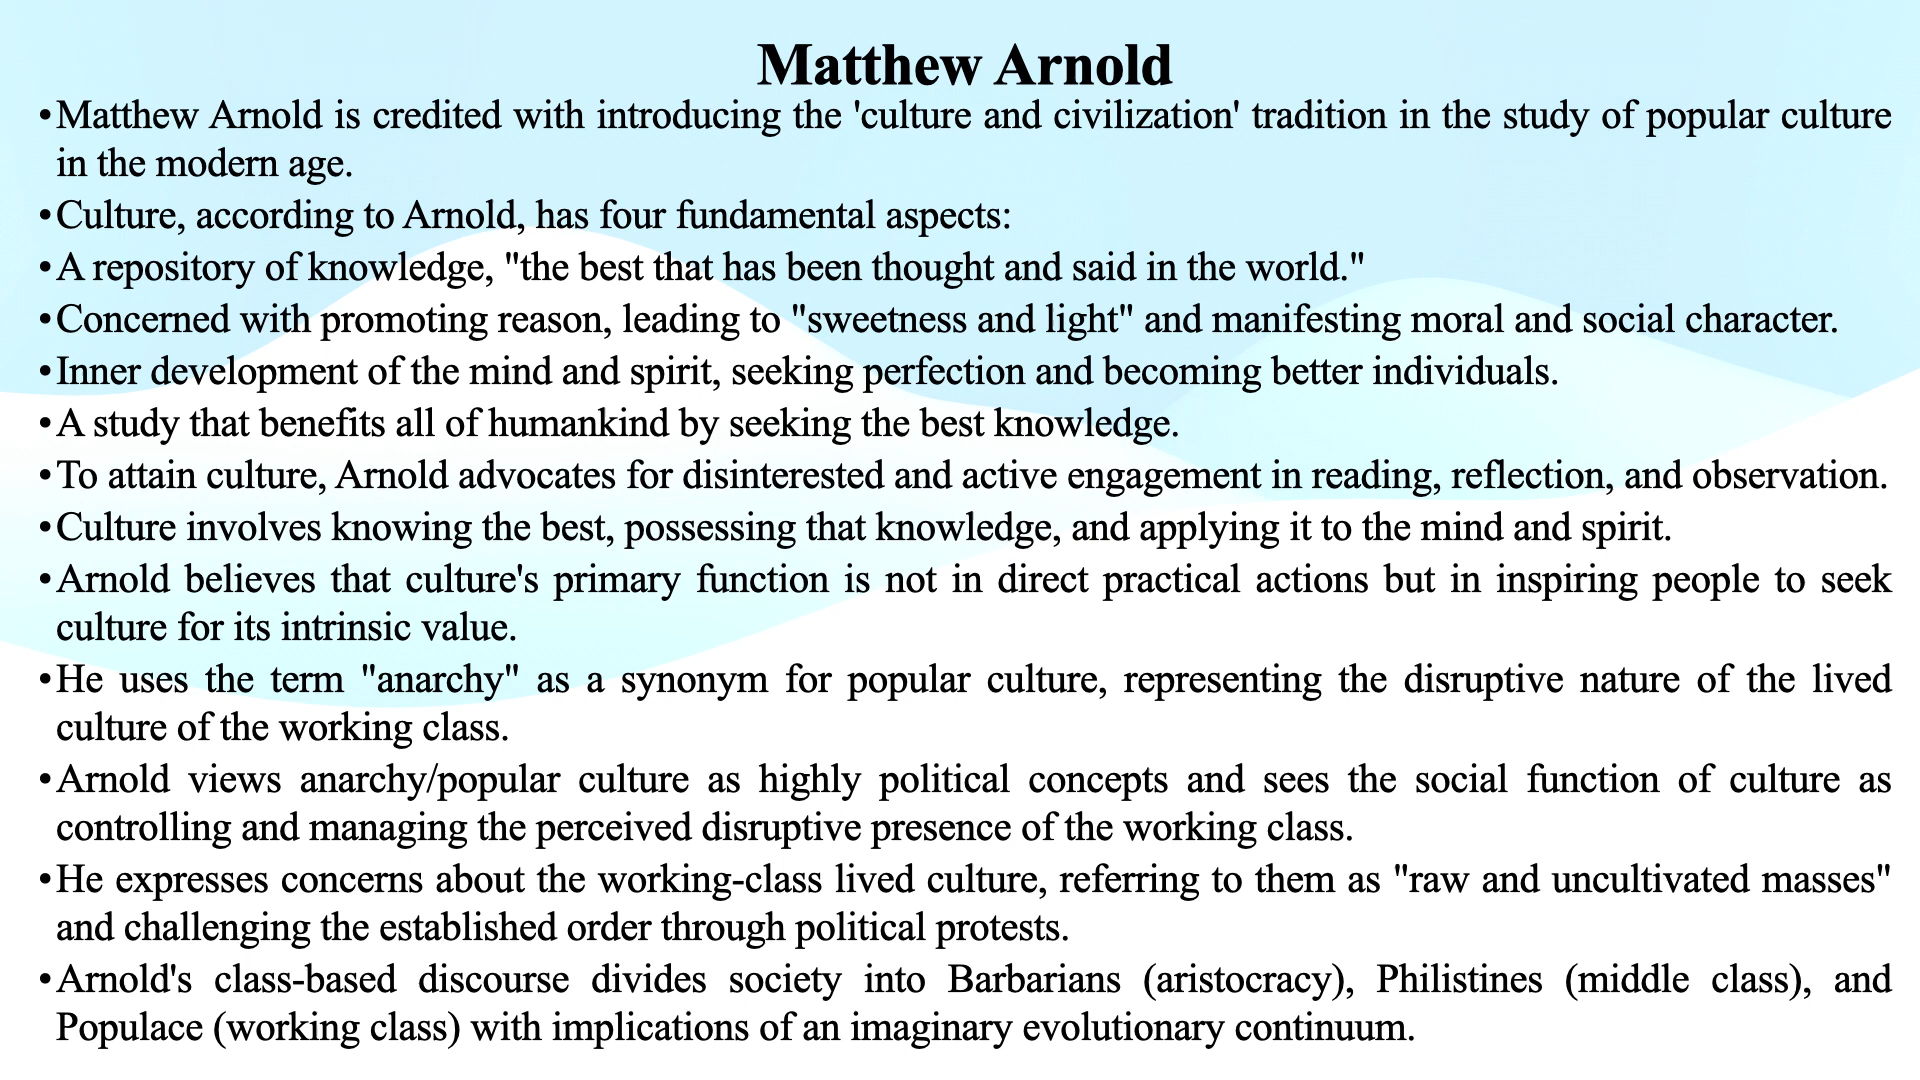 Matthew Arnold
•Matthew Arnold is credited with introducing the 'culture and civilization' tradition in the study of popular culture
in the modern age.
•Culture, according to Arnold, has four fundamental aspects:
•A repository of knowledge, "the best that has been thought and said in the world."
•Concerned with promoting reason, leading to "sweetness and light" and manifesting moral and social character.
•Inner development of the mind and spirit, seeking perfection and becoming better individuals.
•A study that benefits all of humankind by seeking the best knowledge.
•To attain culture, Arnold advocates for disinterested and active engagement in reading, reflection, and observation.
•Culture involves knowing the best, possessing that knowledge, and applying it to the mind and spirit.
•Arnold believes that culture's primary function is not in direct practical actions but in inspiring people to seek
culture for its intrinsic value.
•He uses the term "anarchy" as a synonym for popular culture, representing the disruptive nature of the lived
culture of the working class.
•Arnold views anarchy/popular culture as highly political concepts and sees the social function of culture as
controlling and managing the perceived disruptive presence of the working class.
•He expresses concerns about the working-class lived culture, referring to them as "raw and uncultivated masses"
and challenging the established order through political protests.
•Arnold's class-based discourse divides society into Barbarians (aristocracy), Philistines (middle class), and
Populace (working class) with implications of an imaginary evolutionary continuum.